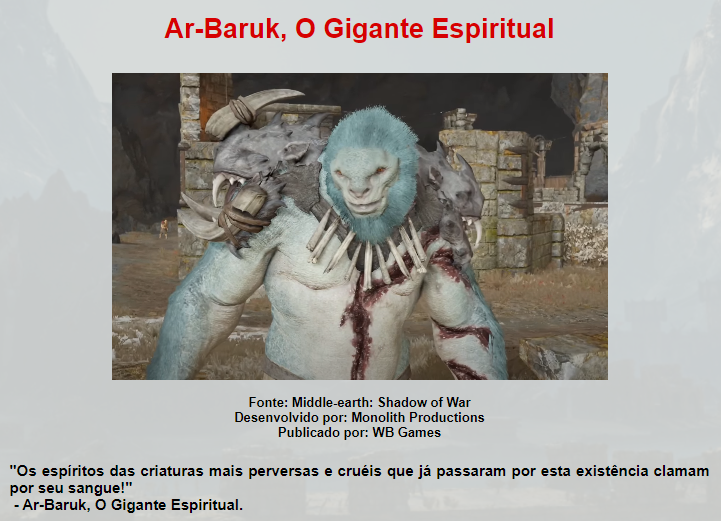 Ar-Baruk, O Gigante Espiritual
Fonte: Middle-earth: Shadow of War
Desenvolvido por: Monolith Productions
Publicado por: WB Games
"Os espíritos das criaturas mais perversas e cruéis que já passaram por esta existência clamam
por seu sangue!"
- Ar-Baruk, O Gigante Espiritual.